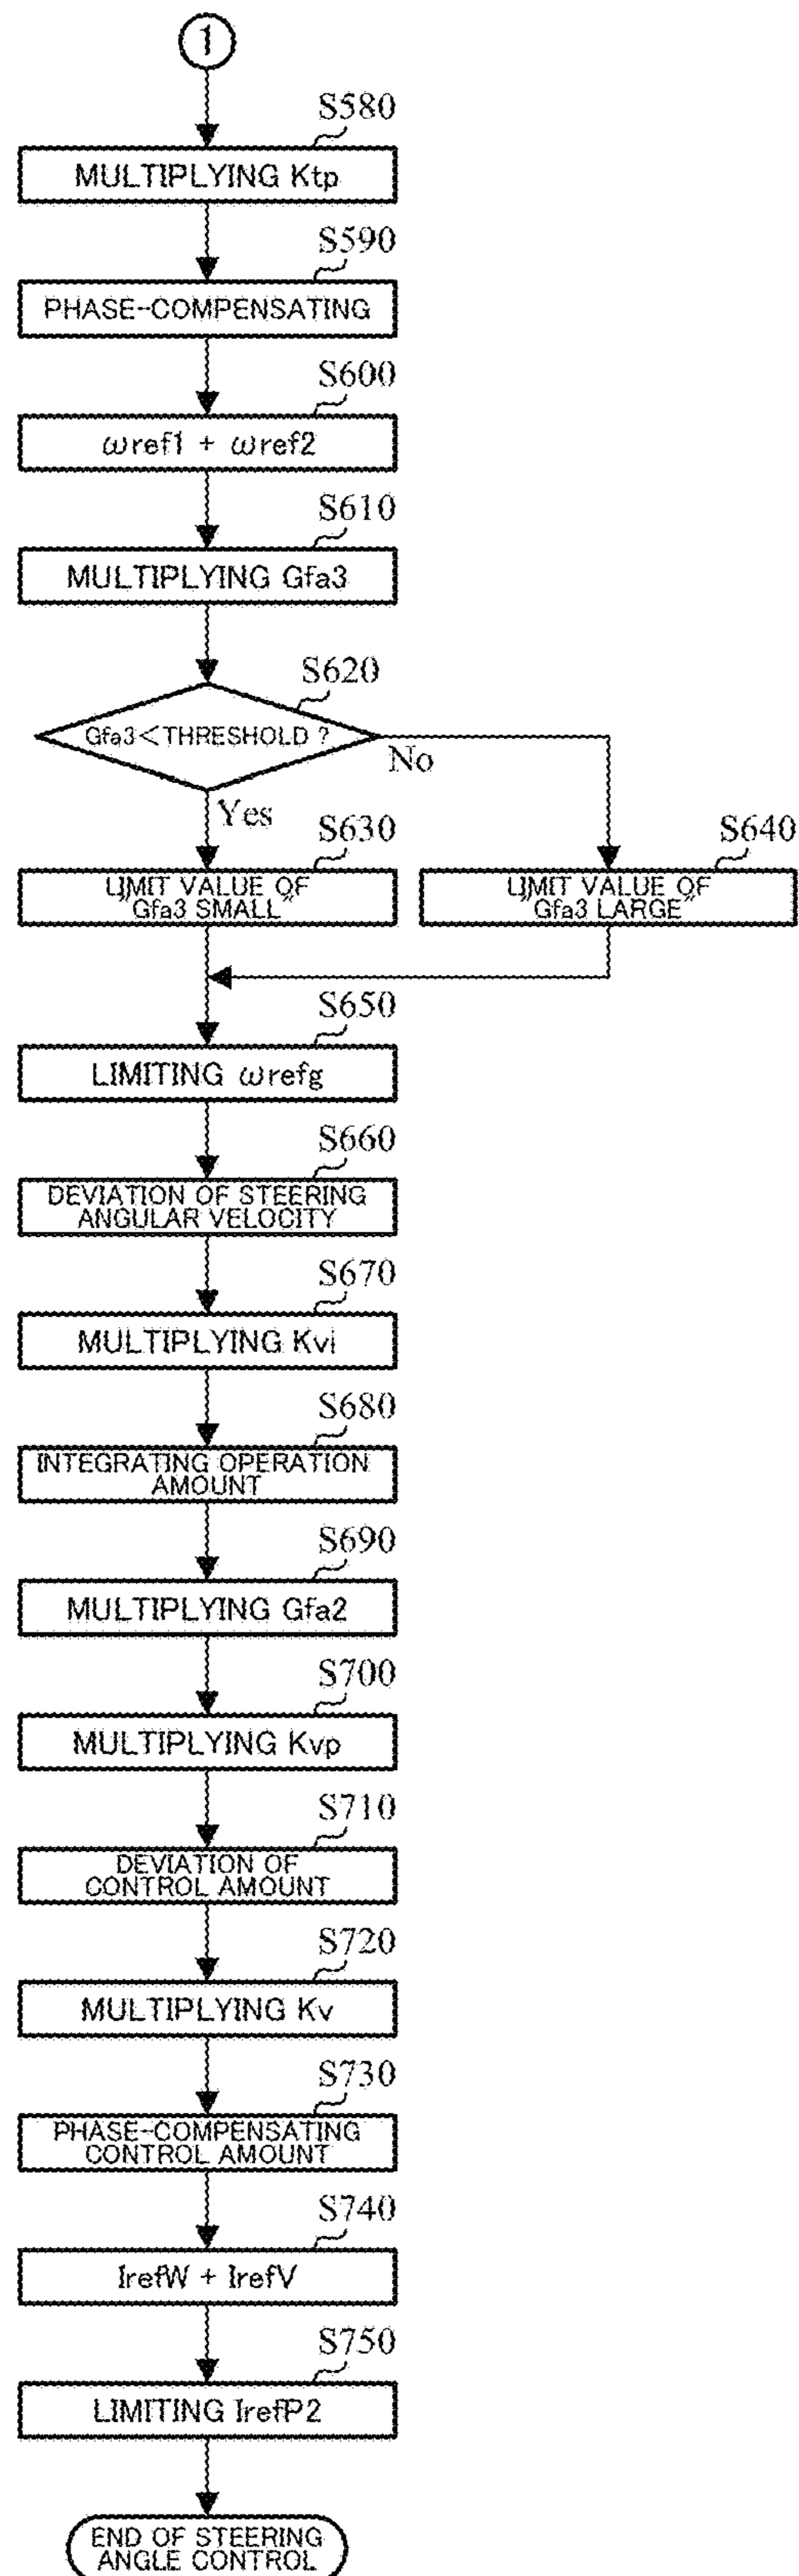 1
S580
MULTIPLYING Ktp
S590
PHASE-COMPENSATING
S600
ωref1 + ωref2
S610
MULTIPLYING Gfa3
S620
Gfa3<THRESHOLD ?
No
Yes
S630
LIMIT VALUE OF
"Gfa3 SMALL"
S640
LIMIT VALUE OF
"Gfa3 LARGE"
S650
LIMITING ωrefg
S660
DEVIATION OF STEERING
ANGULAR VELOCITY
S670
MULTIPLYING Kvi
S680
INTEGRATING OPERATION
AMOUNT
S690
MULTIPLYING Gfa2
S700
MULTIPLYING Kvp
S710
DEVIATION OF
CONTROL AMOUNT
S720
MULTIPLYING Kv
S730
PHASE-COMPENSATING
CONTROL AMOUNT
S740
IrefW + IrefV
S750
LIMITING IrefP2
END OF STEERING
ANGLE CONTROL